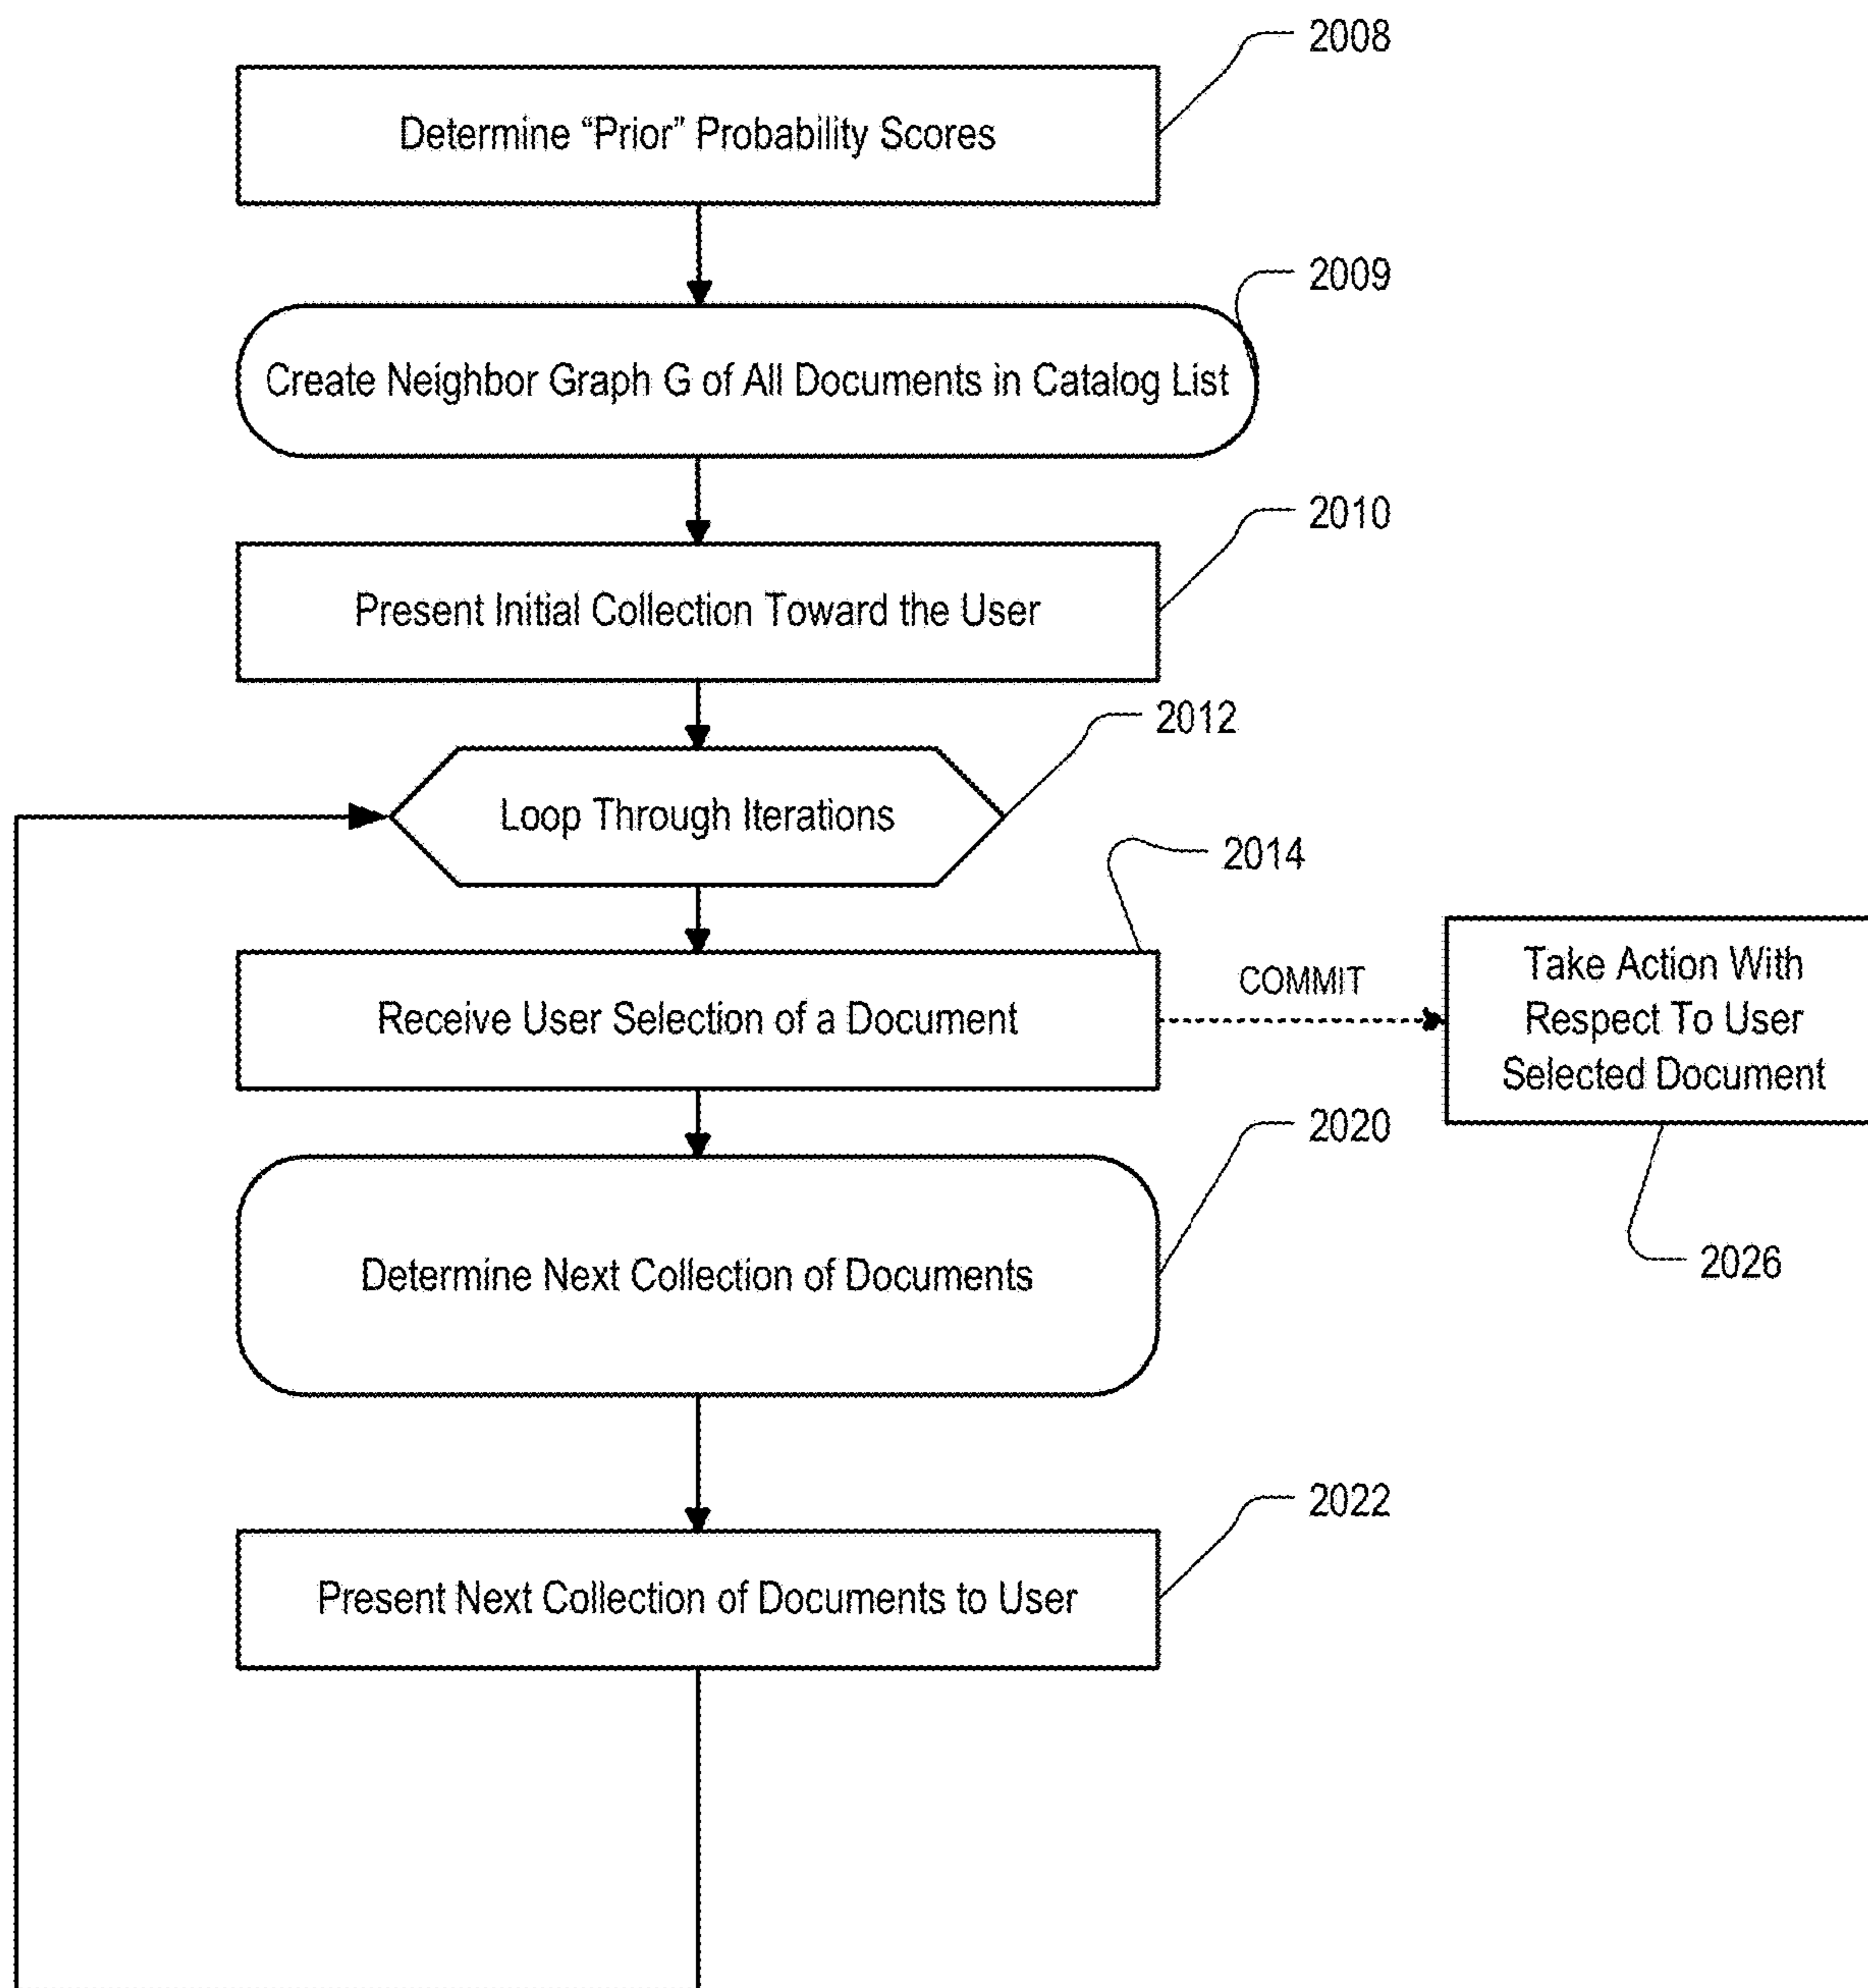 2008
Determine “Prior” Probability Scores
2009
Create Neighbor Graph G of All Documents in Catalog List
2010
Present Initial Collection Toward the User
2012
Loop Through Iterations
2014
Receive User Selection of a Document
COMMIT
Take Action With
Respect To User
Selected Document
2020
2026
Determine Next Collection of Documents
2022
Present Next Collection of Documents to User